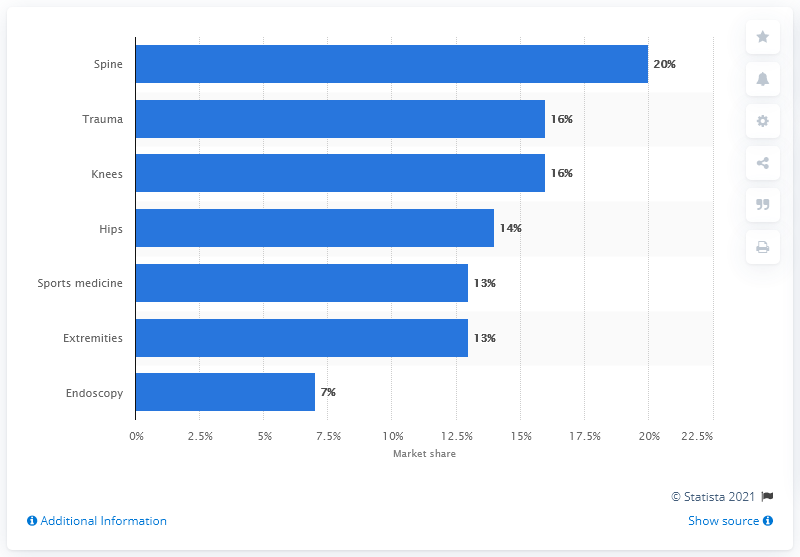 Spine 20%
Trauma 16%
Knees 16%
Hips 14%
Sports medicine 13%
Extremities 13%
Endoscopy 7%
0% 2.5% 5% 7.5% 10% 12.5% 15% 17.5% 20% 22.5%
Market share
© Statista 2021
Additional Information Show source